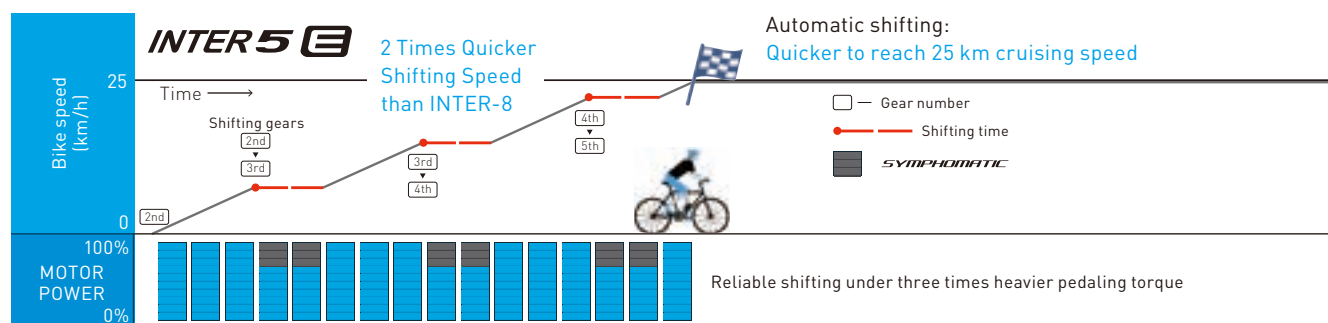 INTER 5 E
2 Times Quicker
Shifting Speed
than INTER-8
Automatic shifting:
Quicker to reach 25 km cruising speed
Bike speed
(km/h)
25
0
Time
Shifting gears
2nd
2nd
3rd
3rd
4th
4th
5th
Gear number
Shifting time
SYMPHOMATIC
MOTOR
POWER
100%
0%
Reliable shifting under three times heavier pedaling torque